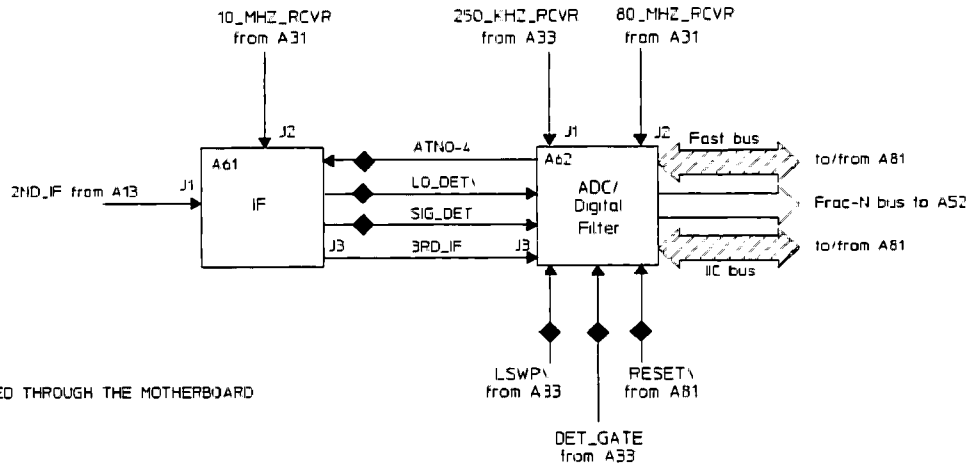 10_MHZ_RCVR
from A31
250_KHZ_RCVR
from A33
80_MHZ_RCVR
from A31
J2
J1
J2
A61
IF
ATN0-4
LO_DET\
SIG_DET
3RD_IF
J3
J3
A62
ADC/
Digital
Filter
Fast bus
to/from A81
2ND_IF from A13
J1
Frac-N bus to A52
to/from A81
IIC bus
LSWP\
from A33
RESET\
from A81
DET_GATE
from A33
ED THROUGH THE MOTHERBOARD